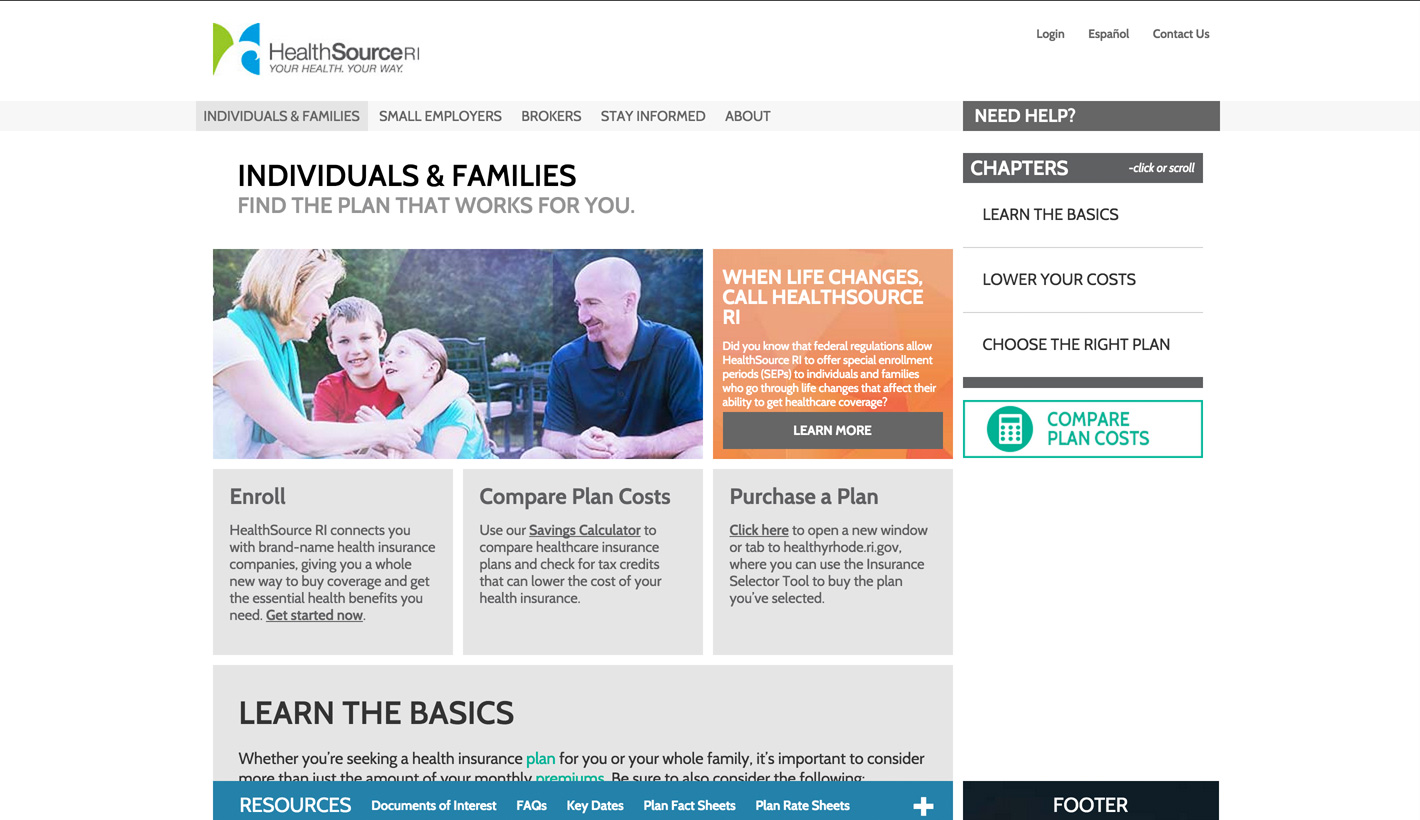 HealthSourceRI
YOUR HEALTH. YOUR WAY.
Login Español Contact Us
INDIVIDUALS & FAMILIES SMALL EMPLOYERS BROKERS STAY INFORMED ABOUT
NEED HELP?
INDIVIDUALS & FAMILIES
FIND THE PLAN THAT WORKS FOR YOU.
WHEN LIFE CHANGES,
CALL HEALTHSOURCE
RI
Did you know that federal regulations allow
HealthSource RI to offer special enrollment
periods (SEPs) to individuals and families
who go through life changes that affect their
ability to get healthcare coverage?
LEARN MORE
CHAPTERS -click or scroll
LEARN THE BASICS
LOWER YOUR COSTS
CHOOSE THE RIGHT PLAN
COMPARE
PLAN COSTS
Enroll
HealthSource RI connects you
with brand-name health insurance
companies, giving you a whole
new way to buy coverage and get
the essential health benefits you
need. Get started now.
Compare Plan Costs
Use our Savings Calculator to
compare healthcare insurance
plans and check for tax credits
that can lower the cost of your
health insurance.
Purchase a Plan
Click here to open a new window
or tab to healthyrhode.ri.gov,
where you can use the Insurance
Selector Tool to buy the plan
you've selected.
LEARN THE BASICS
Whether you're seeking a health insurance plan for you or your whole family, it's important to consider
more than just the amount of your monthly premiums. Be sure to also consider the following:
RESOURCES Documents of Interest FAQs Key Dates Plan Fact Sheets Plan Rate Sheets +
FOOTER